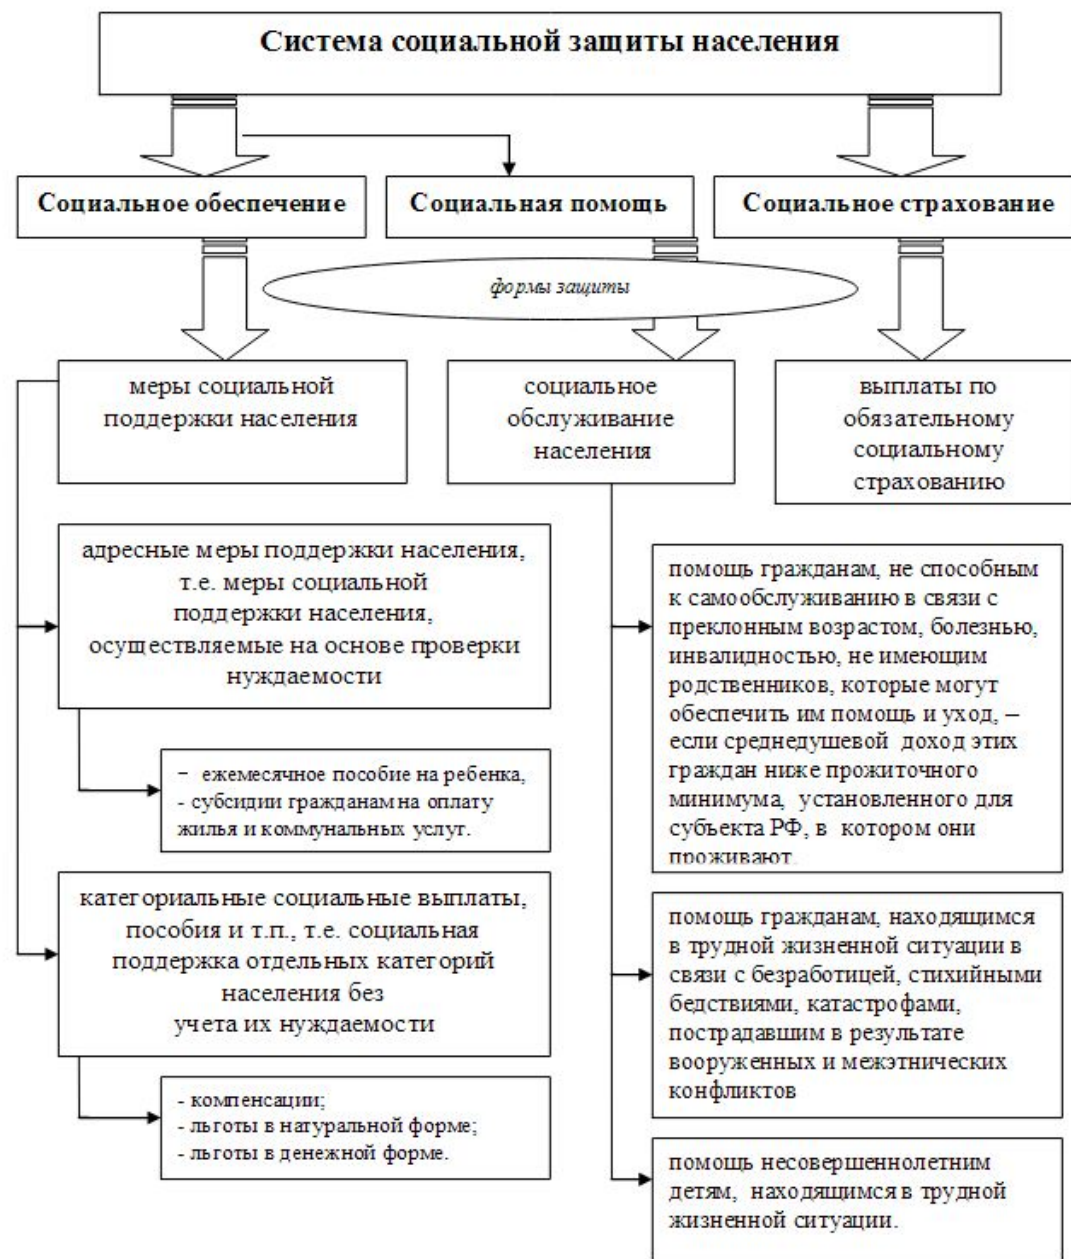 Система социальной защиты населения
Социальное обеспечение
Социальная помощь
Социальное страхование
формы защиты
меры социальной
поддержки населения
социальное
обслуживание
населения
выплаты по
обязательному
социальному
страхованию
адресные меры поддержки населения,
т.е. меры социальной
поддержки населения,
осуществляемые на основе проверки
нуждаемости
– ежемесячное пособие на ребенка,
- субсидии гражданам на оплату
жилья и коммунальных услуг.
категориальные социальные выплаты,
пособия и т.п., т.е. социальная
поддержка отдельных категорий
населения без
учета их нуждаемости
- компенсации;
- льготы в натуральной форме;
- льготы в денежной форме.
помощь гражданам, не способным
к самообслуживанию в связи с
преклонным возрастом, болезнью,
инвалидностью, не имеющим
родственников, которые могут
обеспечить им помощь и уход, –
если среднедушевой доход этих
граждан ниже прожиточного
минимума, установленного для
субъекта РФ, в котором они
проживают.
помощь гражданам, находящимся
в трудной жизненной ситуации в
связи с безработицей, стихийными
бедствиями, катастрофами,
пострадавшим в результате
вооруженных и межэтнических
конфликтов
помощь несовершеннолетним
детям, находящимся в трудной
жизненной ситуации.